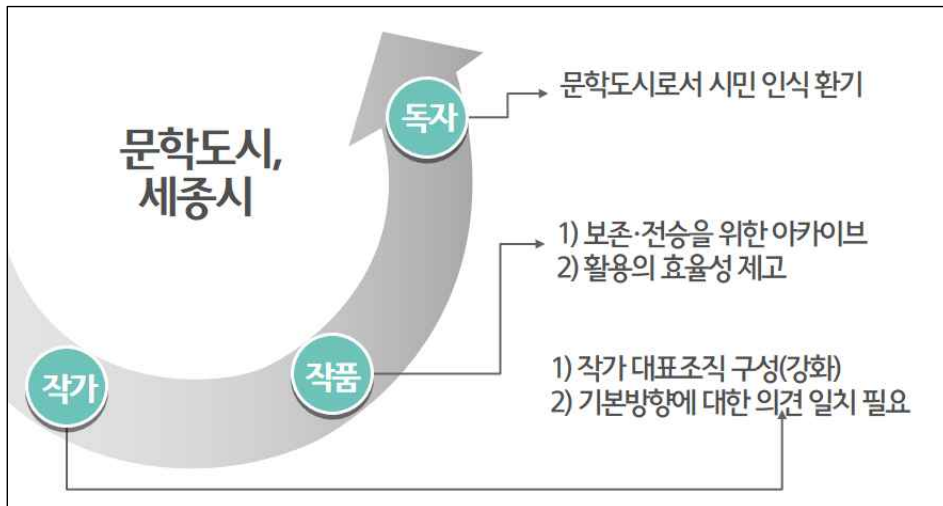 문학도시,
세종시
독자
문학도시로서 시민 인식 환기
작품
1) 보존·전승을 위한 아카이브
2) 활용의 효율성 제고
작가
1) 작가 대표조직 구성(강화)
2) 기본방향에 대한 의견 일치 필요